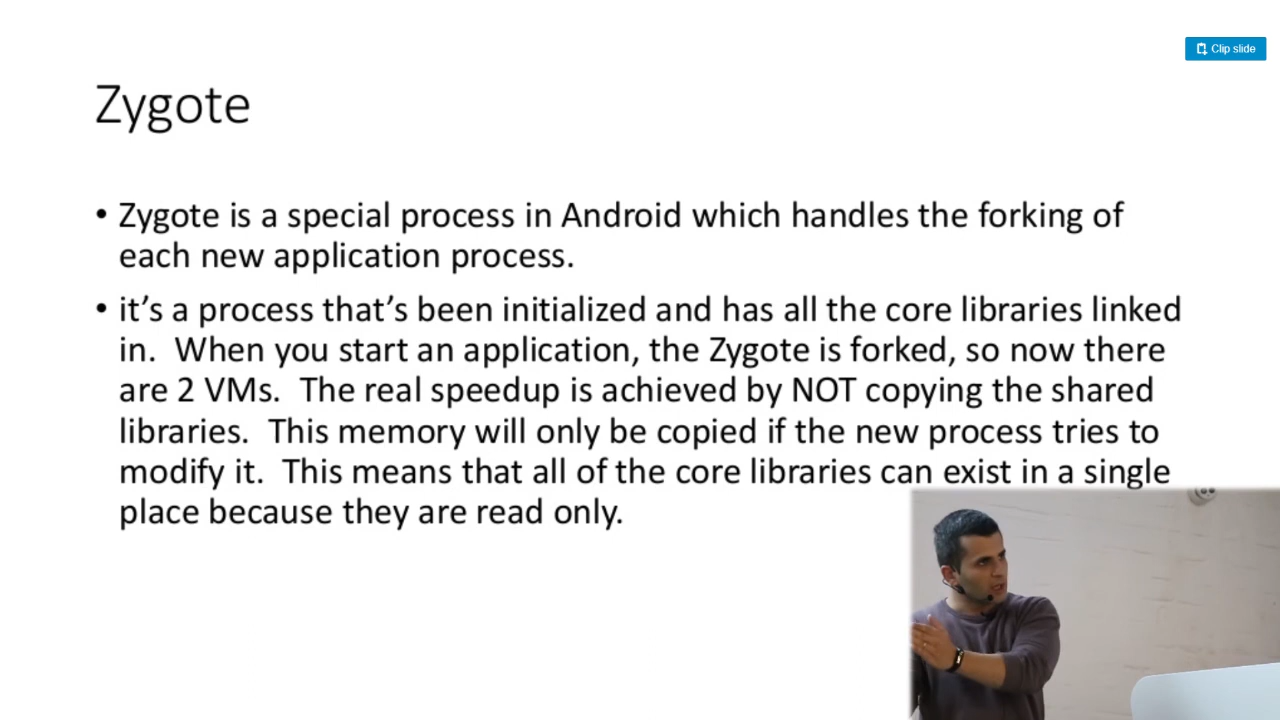 Clip slide
Zygote
• Zygote is a special process in Android which handles the forking of
each new application process.
• it’s a process that’s been initialized and has all the core libraries linked
in.  When you start an application, the Zygote is forked, so now there
are 2 VMs.  The real speedup is achieved by NOT copying the shared
libraries.  This memory will only be copied if the new process tries to
modify it.  This means that all of the core libraries can exist in a single
place because they are read only.